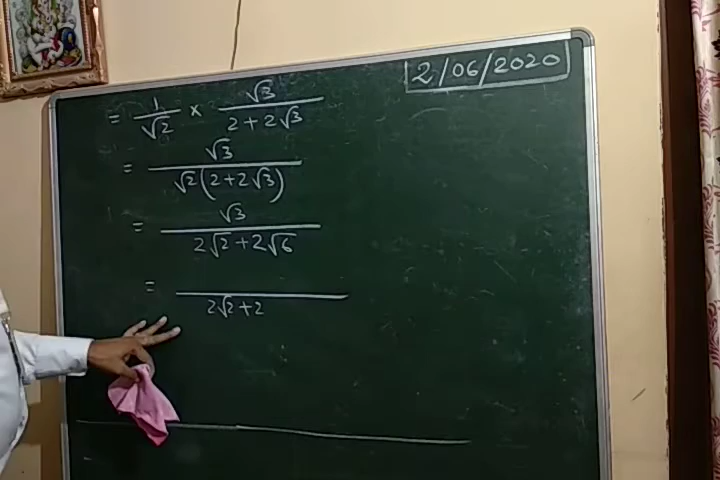 2/06/2020
= 1/√2 × √3/(2+2√3)
= √3/(√2(2+2√3))
= √3/(2√2+2√6)
= /(2√2+2